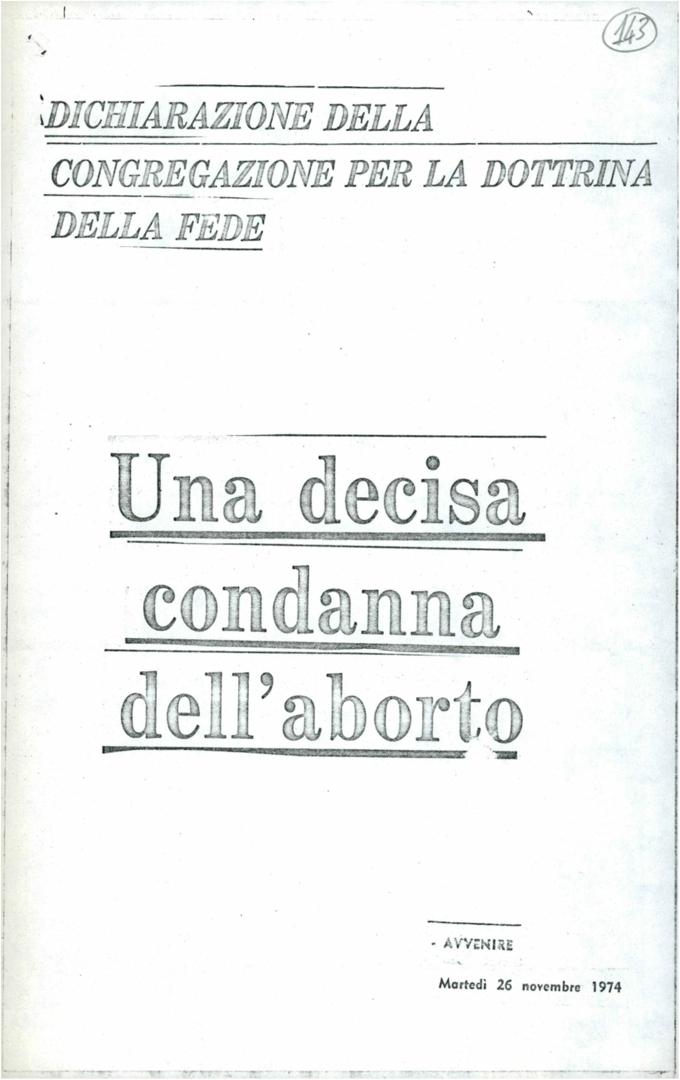 143
DICHIARAZIONE DELLA
CONGREGAZIONE PER LA DOTTRINA
DELLA FEDE
Una decisa
condanna
dell'aborto
- AVVENIRE
Martedì 26 novembre 1974